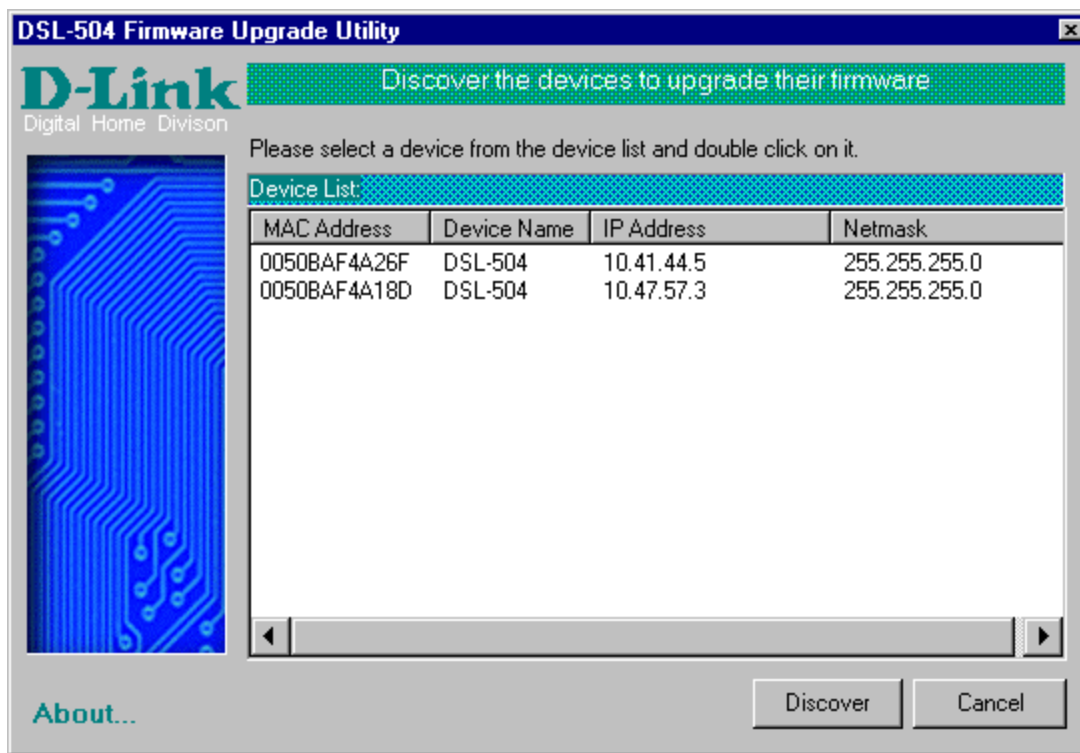 DSL-504 Firmware Upgrade Utility
D-Link
Digital Home Divison
Discover the devices to upgrade their firmware
Please select a device from the device list and double click on it.
Device List:
MAC Address Device Name IP Address Netmask
0050BAF4A26F DSL-504 10.41.44.5 255.255.255.0
0050BAF4A18D DSL-504 10.47.57.3 255.255.255.0
About...
Discover Cancel